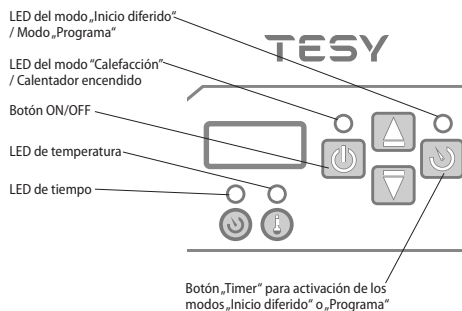 LED del modo „Inicio diferido“
/ Modo „Programa“
TESY
LED del modo “Calefacción”
/ Calentador encendido
Botón ON/OFF
LED de temperatura
LED de tiempo
Botón „Timer“ para activación de los
modos „Inicio diferido“ o „Programa“